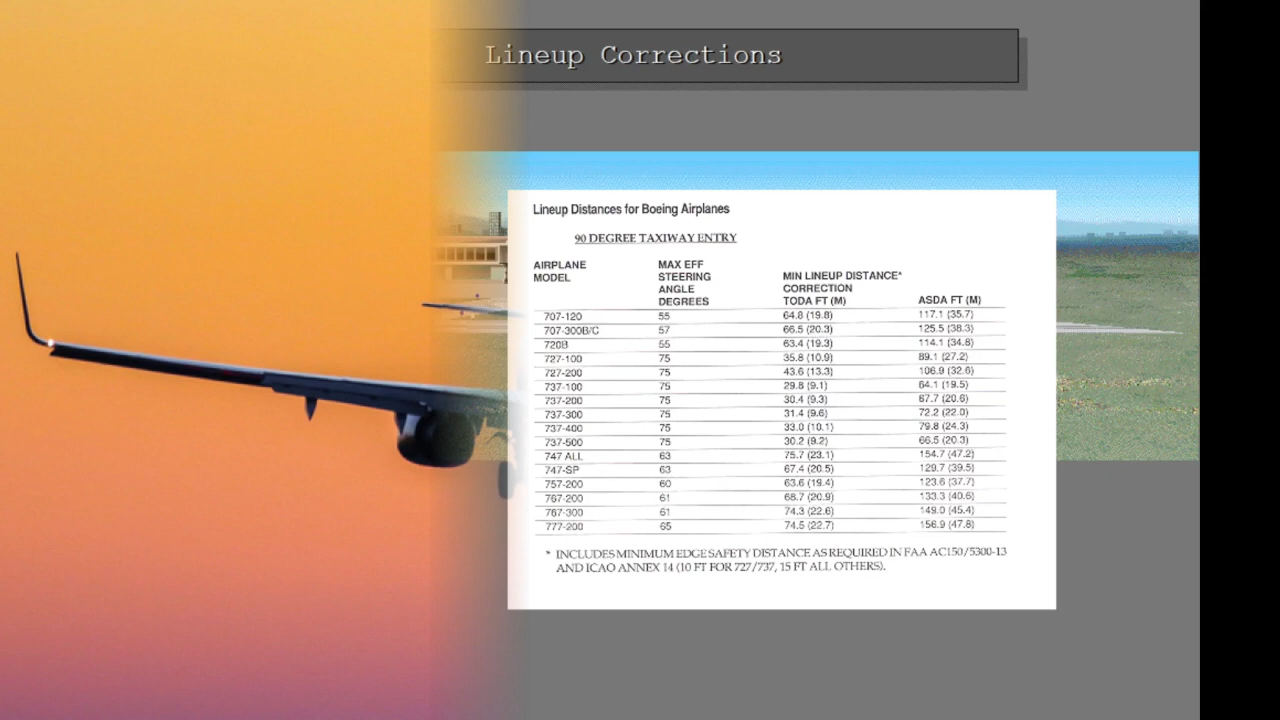 Lineup Corrections
Lineup Distances for Boeing Airplanes
90 DEGREE TAXIWAY ENTRY
AIRPLANE MODEL MAX EFF STEERING ANGLE DEGREES MIN LINEUP DISTANCE* CORRECTION TODA FT (M) ASDA FT (M)
707-120 55 64.8 (19.8) 117.1 (35.7)
707-300B/C 57 66.5 (20.3) 125.5 (38.3)
720B 55 63.4 (19.3) 114.1 (34.8)
727-100 75 35.8 (10.9) 89.1 (27.2)
727-200 75 43.6 (13.3) 106.9 (32.6)
737-100 75 29.8 (9.1) 64.1 (19.5)
737-200 75 30.4 (9.3) 67.7 (20.6)
737-300 75 31.4 (9.6) 72.2 (22.0)
737-400 75 33.0 (10.1) 79.8 (24.3)
737-500 75 30.2 (9.2) 66.5 (20.3)
747 ALL 63 75.7 (23.1) 154.7 (47.2)
747-SP 63 67.4 (20.5) 129.7 (39.5)
757-200 60 63.6 (19.4) 123.6 (37.7)
767-200 61 68.7 (20.9) 133.3 (40.6)
767-300 61 74.3 (22.6) 149.0 (45.4)
777-200 65 74.5 (22.7) 156.9 (47.8)
* INCLUDES MINIMUM EDGE SAFETY DISTANCE AS REQUIRED IN FAA AC150/5300-13
AND ICAO ANNEX 14 (10 FT FOR 727/737, 15 FT ALL OTHERS).